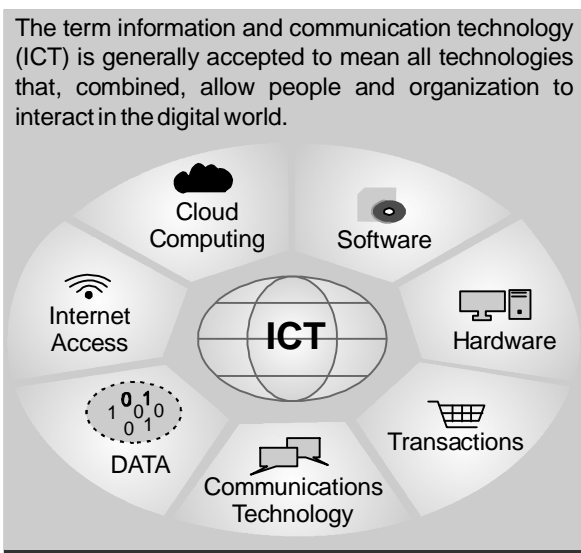 The term information and communication technology
(ICT) is generally accepted to mean all technologies
that, combined, allow people and organization to
interact in the digital world.
Cloud
Computing
Software
Internet
Access
ICT
Hardware
1 0 1 0 0
0 1
DATA
Transactions
Communications
Technology